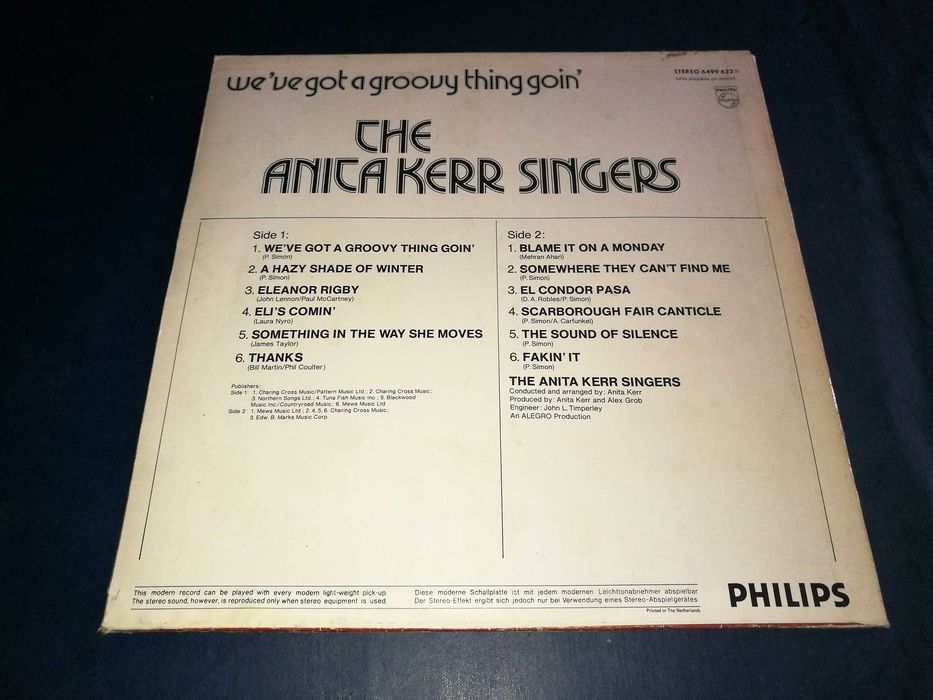 we've got a groovy thing goin'
STEREO 6499 622
(also playable on mono)
PHILIPS
THE
ANITA KERR SINGERS
Side 1:
1. WE'VE GOT A GROOVY THING GOIN'
(P. Simon)
2. A HAZY SHADE OF WINTER
(P. Simon)
3. ELEANOR RIGBY
(John Lennon/Paul McCartney)
4. ELI'S COMIN'
(Laura Nyro)
5. SOMETHING IN THE WAY SHE MOVES
(James Taylor)
6. THANKS
(Bill Martin/Phil Coulter)
Publishers:
Side 1: 1. Charing Cross Music/Pattern Music Ltd.; 2. Charing Cross Music;
3. Northern Songs Ltd.; 4. Tuna Fish Music Inc.; 5. Blackwood
Music Inc./Countryroad Music; 6. Mews Music Ltd.
Side 2: 1. Mews Music Ltd.; 2, 4, 5, 6. Charing Cross Music;
3. Edw. B. Marks Music Corp.
Side 2:
1. BLAME IT ON A MONDAY
(Mehran Ahari)
2. SOMEWHERE THEY CAN'T FIND ME
(P. Simon)
3. EL CONDOR PASA
(D. A. Robles/P. Simon)
4. SCARBOROUGH FAIR CANTICLE
(P. Simon/A. Carfunkel)
5. THE SOUND OF SILENCE
(P. Simon)
6. FAKIN' IT
(P. Simon)
THE ANITA KERR SINGERS
Conducted and arranged by: Anita Kerr
Produced by: Anita Kerr and Alex Grob
Engineer: John L. Timperley
An ALEGRO Production
This modern record can be played with every modern light-weight pick-up
The stereo sound, however, is reproduced only when stereo equipment is used.
Diese moderne Schallplatte ist mit jedem modernen Leichttonabnehmer abspielbar
Der Stereo-Effekt ergibt sich jedoch nur bei Verwendung eines Stereo-Abspielgerätes
Printed in The Netherlands
PHILIPS